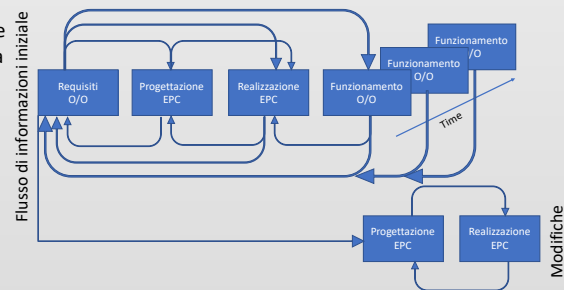 Flusso di informazioni iniziale
Requisiti
O/O
Progettazione
EPC
Realizzazione
EPC
Funzionamento
O/O
Funzionamento
O/O
Funzionamento
O/O
Time
Progettazione
EPC
Realizzazione
EPC
Modifiche